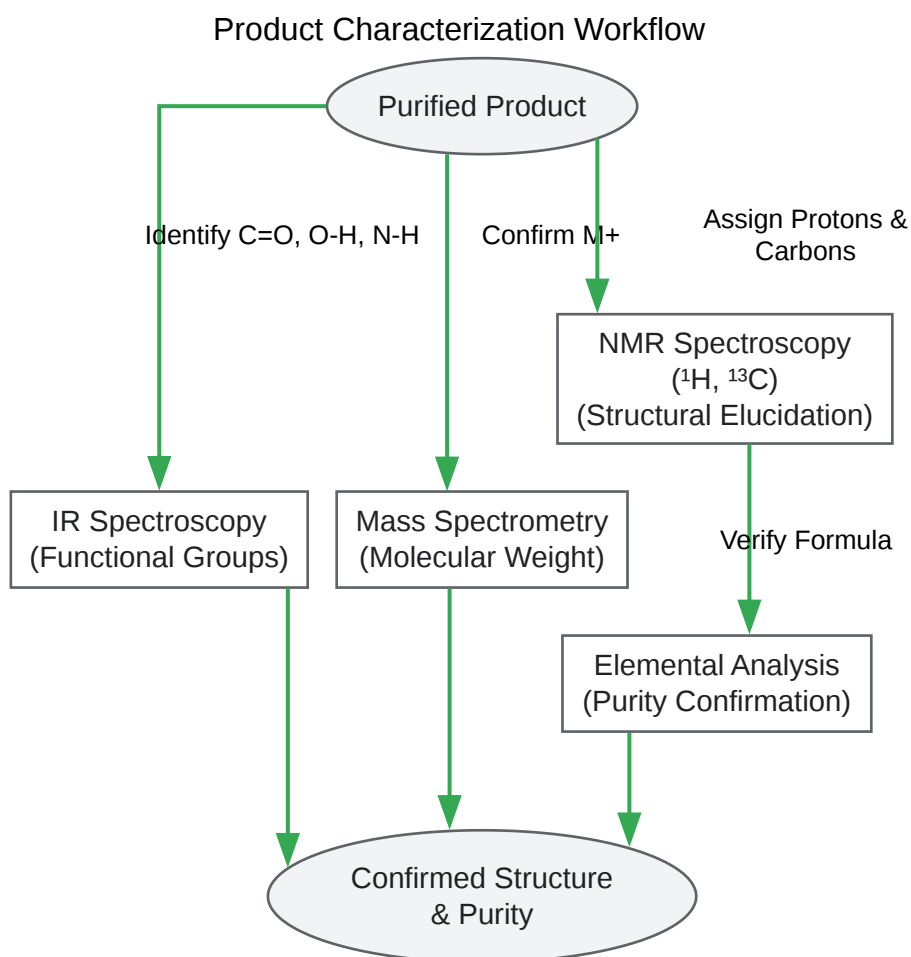 Product Characterization Workflow
Purified Product
Identify C=O, O-H, N-H
Confirm M+
Assign Protons &
Carbons
NMR Spectroscopy
(¹H, ¹³C)
(Structural Elucidation)
IR Spectroscopy
(Functional Groups)
Mass Spectrometry
(Molecular Weight)
Verify Formula
Elemental Analysis
(Purity Confirmation)
Confirmed Structure
& Purity